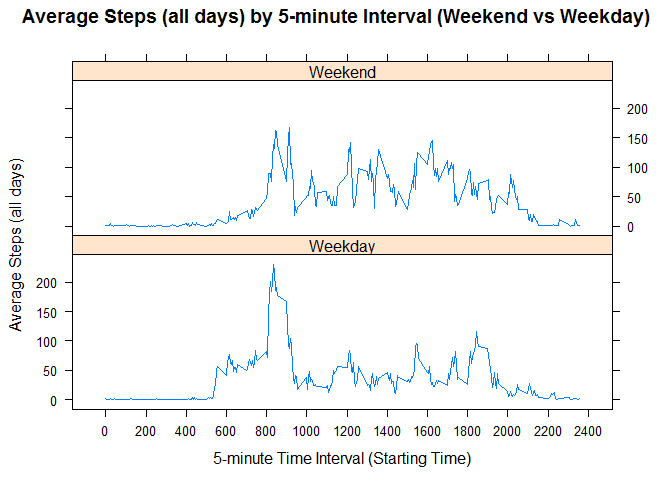 Average Steps (all days) by 5-minute Interval (Weekend vs Weekday)
Weekend
200
150
100
50
0
Weekday
200
150
100
50
0
Average Steps (all days)
0 200 400 600 800 1000 1200 1400 1600 1800 2000 2200 2400
5-minute Time Interval (Starting Time)